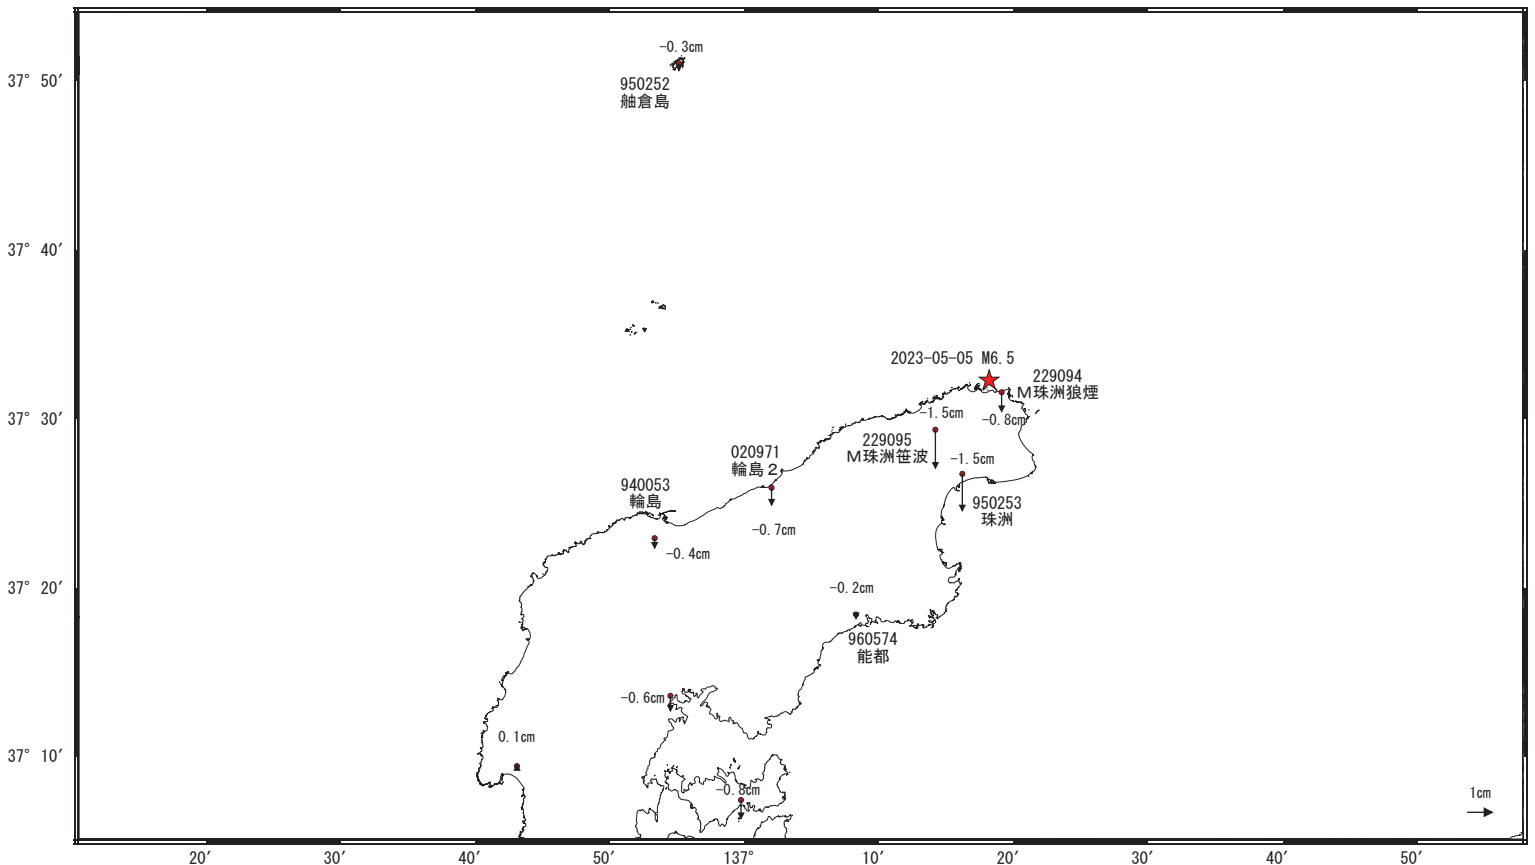 -0.3cm
37° 50′
950252
舳倉島
37° 40′
2023-05-05 M6.5
229094
M珠洲狼煙
-0.8cm
37° 30′
-1.5cm
229095
M珠洲笹波
-1.5cm
020971
輪島2
-0.7cm
950253
珠洲
940053
輪島
-0.4cm
37° 20′
-0.2cm
960574
能都
-0.6cm
0.1cm
37° 10′
-0.8cm
1cm
20′
30′
40′
50′
137°
10′
20′
30′
40′
50′